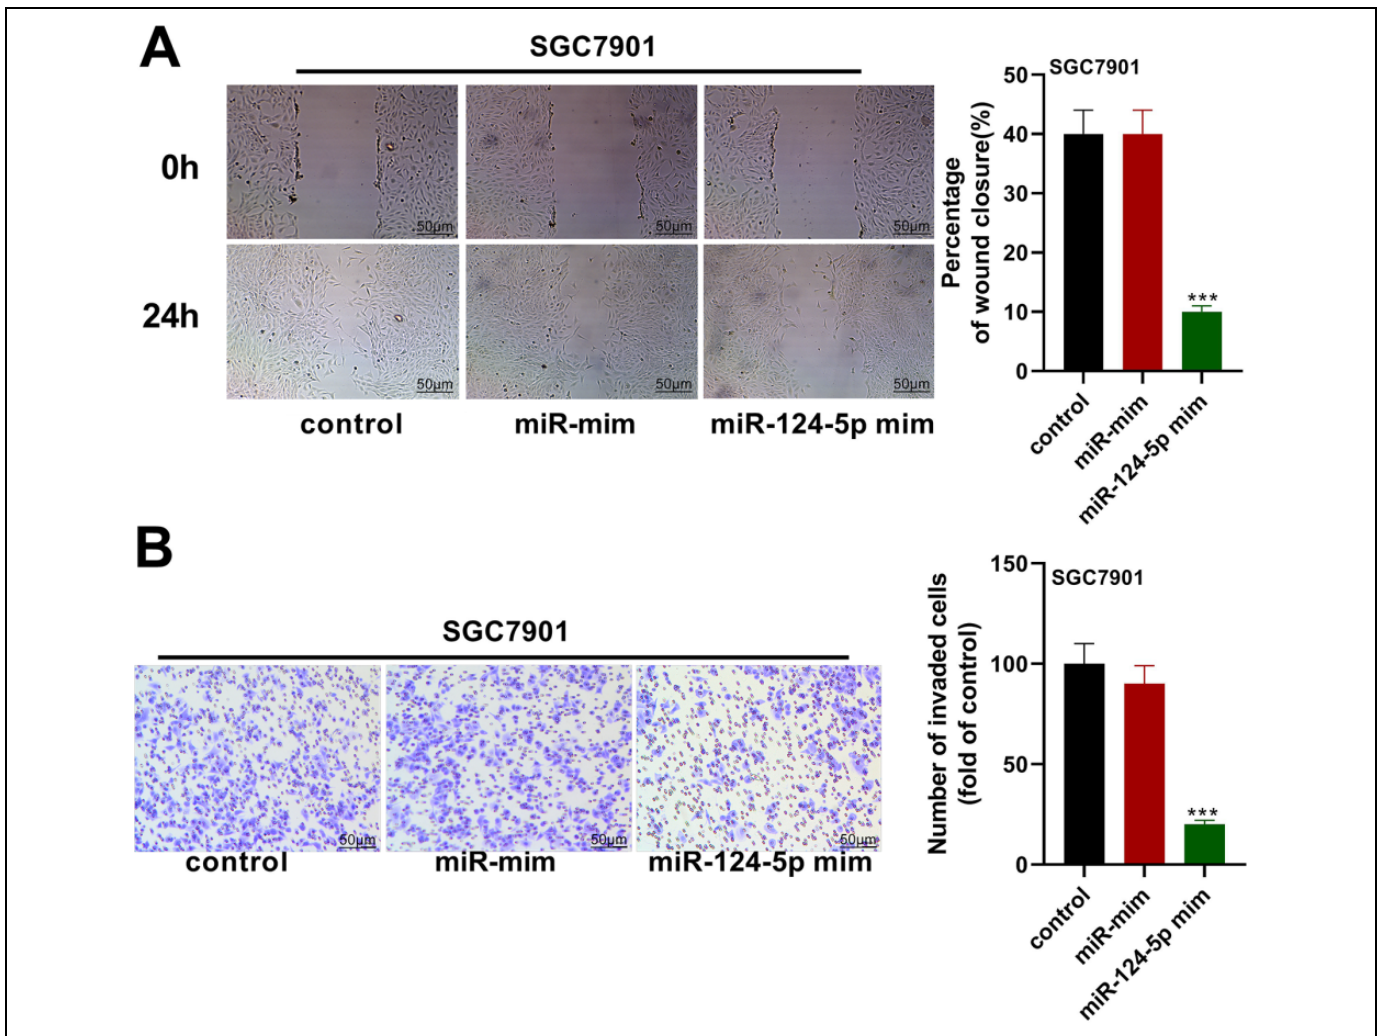 A
SGC7901
0h
50μm
50μm
50μm
24h
50μm
50μm
50μm
control
miR-mim
miR-124-5p mim
SGC7901
Percentage
of wound closure(%)
50
40
30
20
10
0
control
miR-mim
miR-124-5p mim
***
B
SGC7901
50μm
50μm
50μm
control
miR-mim
miR-124-5p mim
SGC7901
Number of invaded cells
(fold of control)
150
100
50
0
control
miR-mim
miR-124-5p mim
***